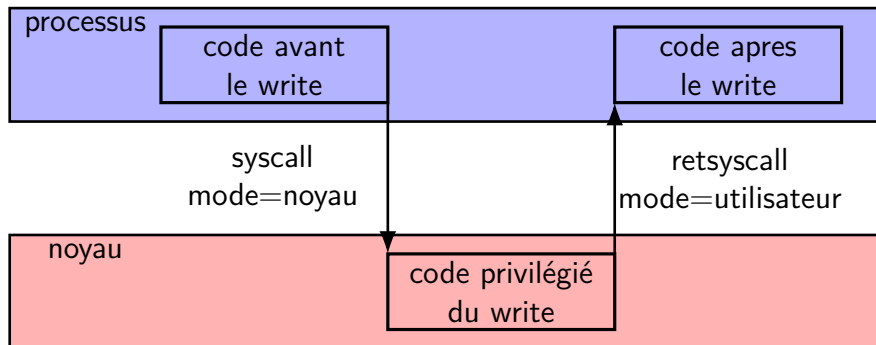 processus
code avant
le write
code apres
le write
syscall
mode=noyau
retsyscall
mode=utilisateur
noyau
code privilégié
du write